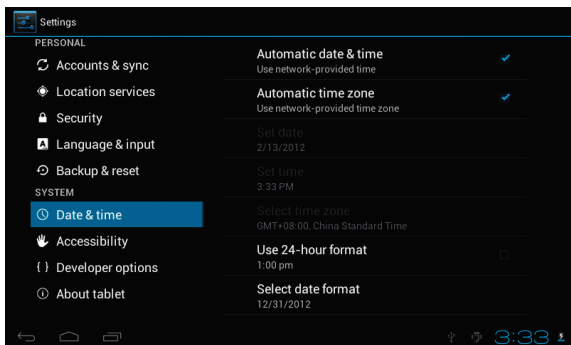 Settings
PERSONAL
Accounts & sync
Location services
Security
A Language & input
Backup & reset
SYSTEM
Date & time
Accessibility
{ } Developer options
About tablet
Automatic date & time
Use network-provided time
Automatic time zone
Use network-provided time zone
Set date
2/13/2012
Set time
3:33 PM
Select time zone
GMT+08:00, China Standard Time
Use 24-hour format
1:00 pm
Select date format
12/31/2012
3:33